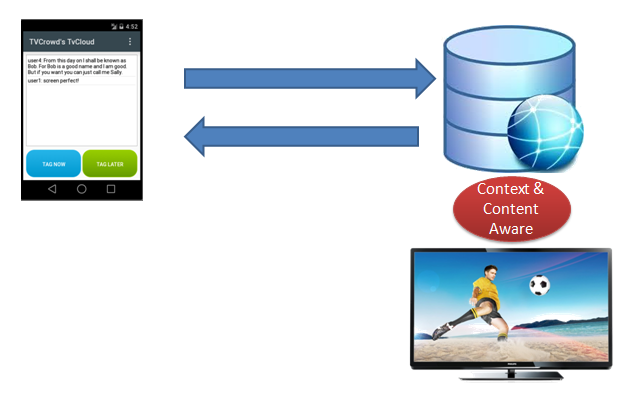 4:52
TVCrowd's TvCloud
user4: From this day on I shall be known as
Bob. For Bob is a good name and I am good.
But if you want you can just call me Sally.
user1: screen perfect!
TAG NOW
TAG LATER
Context &
Content
Aware
PHILIPS